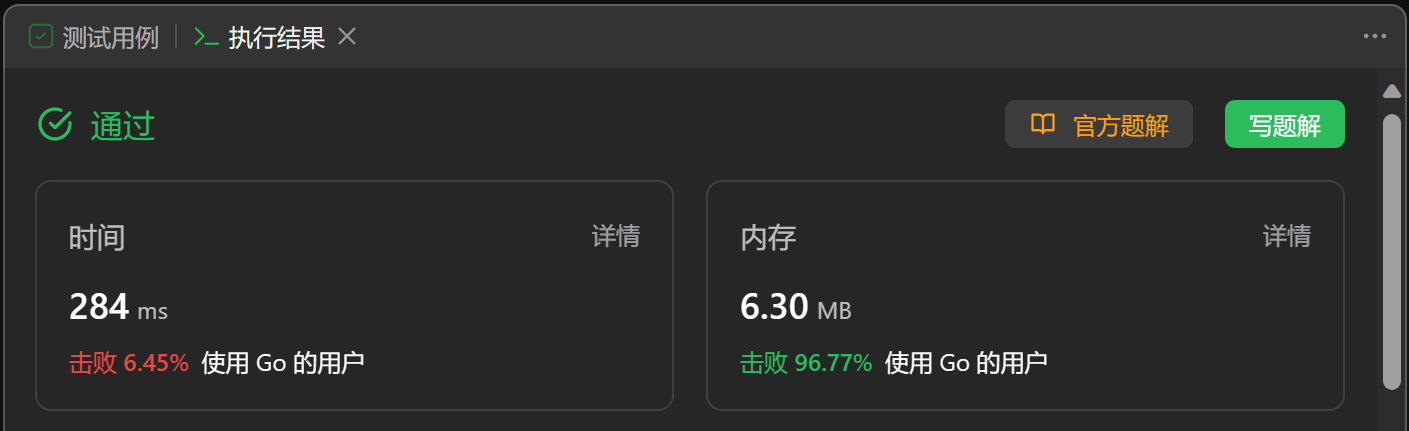 测试用例 执行结果
通过 官方题解 写题解
时间 详情
284 ms
击败 6.45% 使用 Go 的用户
内存 详情
6.30 MB
击败 96.77% 使用 Go 的用户